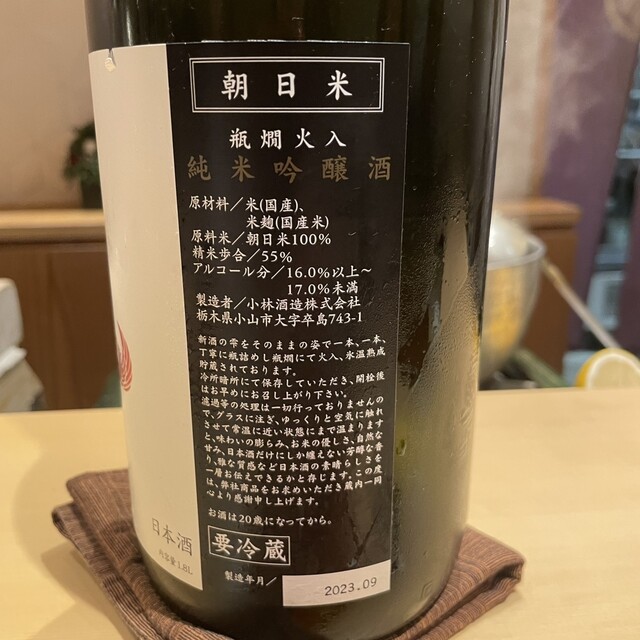 朝日米
瓶燗火入
純米吟醸酒
原材料／米(国産)、
米麹(国産米)
原料米／朝日米100%
精米歩合／55%
アルコール分／16.0%以上~
17.0%未満
製造者／小林酒造株式会社
栃木県小山市大字卒島743-1
新酒の雫をそのままの姿で一本、一本、
丁寧に瓶詰めし瓶燗にて火入、氷温熟成
貯蔵されております。
冷所暗所にて保存していただき、開栓後
はお早めにお召し上がり下さい。
濾過等の処理は一切行っておりませんの
で、グラスに注ぎ、ゆっくりと空気に触れ
させて常温に近い状態にまで温まります
と、味わいの膨らみ、お米の優しさ、自然な
甘み、日本酒だけにしか纏えない芳醇な香
り、雅な質感など日本酒の素晴らしさを
一層お伝えできるかと存じます。この度
は、弊社商品をお求めいただき蔵内一同
心より感謝申し上げます。
お酒は20歳になってから。
要冷蔵
製造年月／ 2023.09
日本酒
内容量1.8L